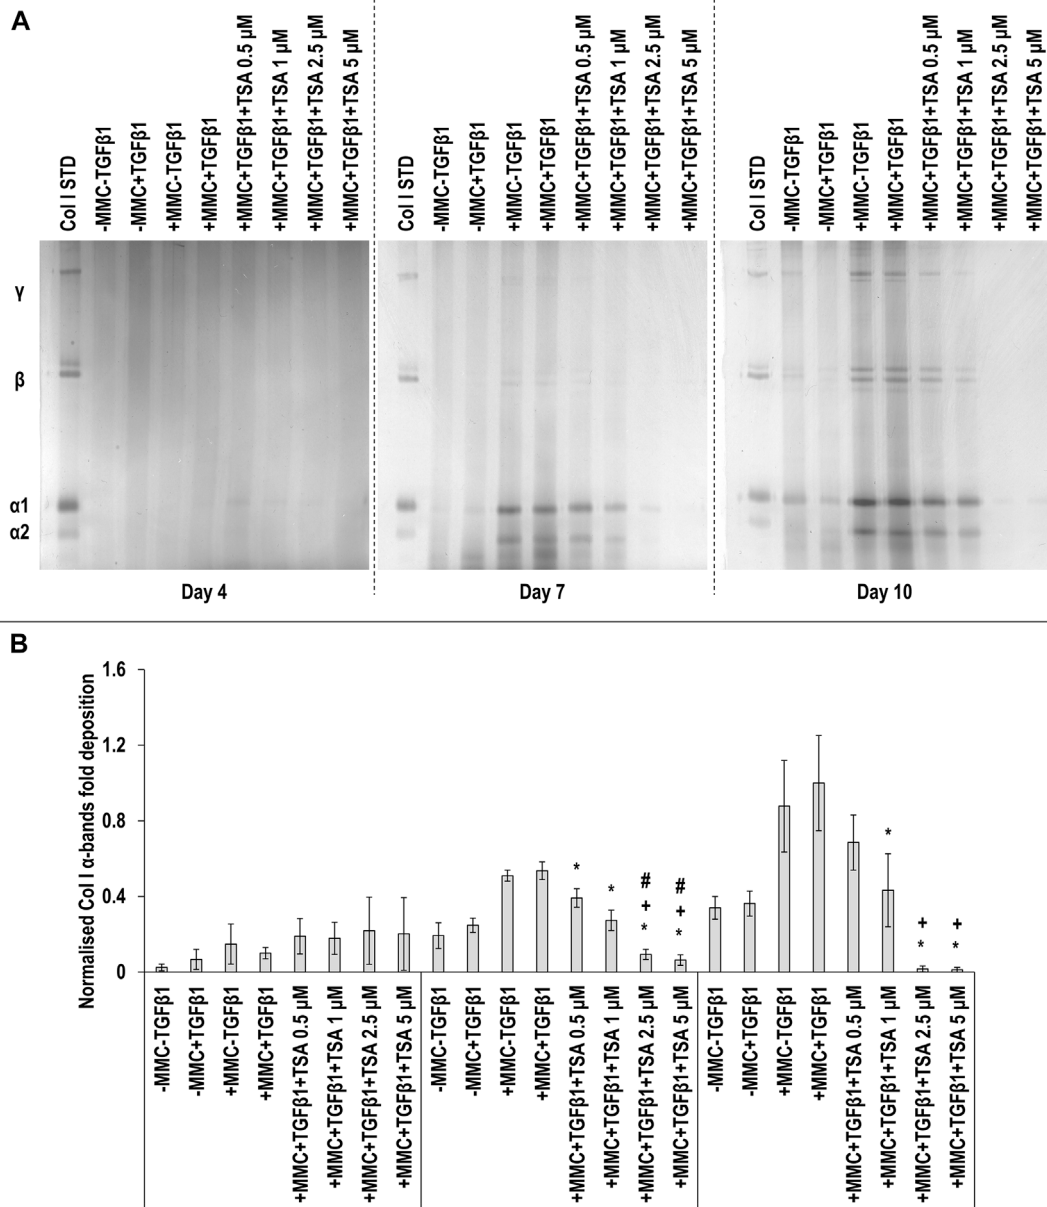 A
Col I STD
-MMC-TGFβ1
-MMC+TGFβ1
+MMC-TGFβ1
+MMC+TGFβ1
+MMC+TGFβ1+TSA 0.5 µM
+MMC+TGFβ1+TSA 1 µM
+MMC+TGFβ1+TSA 2.5 µM
+MMC+TGFβ1+TSA 5 µM
Col I STD
-MMC-TGFβ1
-MMC+TGFβ1
+MMC-TGFβ1
+MMC+TGFβ1
+MMC+TGFβ1+TSA 0.5 µM
+MMC+TGFβ1+TSA 1 µM
+MMC+TGFβ1+TSA 2.5 µM
+MMC+TGFβ1+TSA 5 µM
Col I STD
-MMC-TGFβ1
-MMC+TGFβ1
+MMC-TGFβ1
+MMC+TGFβ1
+MMC+TGFβ1+TSA 0.5 µM
+MMC+TGFβ1+TSA 1 µM
+MMC+TGFβ1+TSA 2.5 µM
+MMC+TGFβ1+TSA 5 µM
γ
β
α1
α2
Day 4
Day 7
Day 10
B
Normalised Col I α-bands fold deposition
1.6
1.2
0.8
0.4
0
*
*
#
+
*
#
+
*
*
+
*
+
*
-MMC-TGFβ1
-MMC+TGFβ1
+MMC-TGFβ1
+MMC+TGFβ1
+MMC+TGFβ1+TSA 0.5 µM
+MMC+TGFβ1+TSA 1 µM
+MMC+TGFβ1+TSA 2.5 µM
+MMC+TGFβ1+TSA 5 µM
-MMC-TGFβ1
-MMC+TGFβ1
+MMC-TGFβ1
+MMC+TGFβ1
+MMC+TGFβ1+TSA 0.5 µM
+MMC+TGFβ1+TSA 1 µM
+MMC+TGFβ1+TSA 2.5 µM
+MMC+TGFβ1+TSA 5 µM
-MMC-TGFβ1
-MMC+TGFβ1
+MMC-TGFβ1
+MMC+TGFβ1
+MMC+TGFβ1+TSA 0.5 µM
+MMC+TGFβ1+TSA 1 µM
+MMC+TGFβ1+TSA 2.5 µM
+MMC+TGFβ1+TSA 5 µM